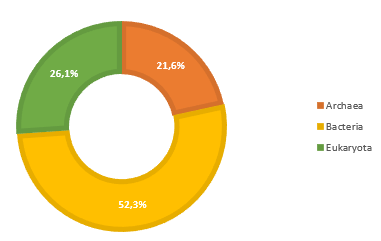 21,6%
26,1%
52,3%
Archaea
Bacteria
Eukaryota